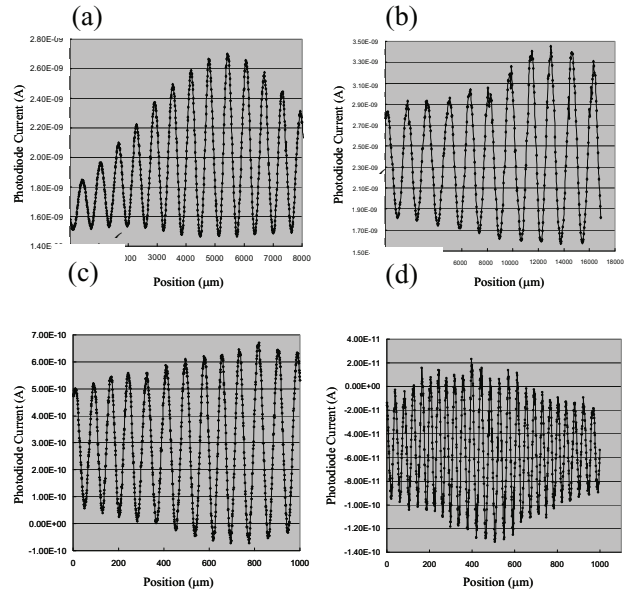 (a)
(b)
Photodiode Current (A)
2.80E-09
2.60E-09
2.40E-09
2.20E-09
2.00E-09
1.80E-09
1.60E-09
1.40E-
000
3000
4000
5000
6000
7000
8000
Position (μm)
Photodiode Current (A)
3.50E-09
3.30E-09
3.10E-09
2.90E-09
2.70E-09
2.50E-09
2.30E-09
2.10E-09
1.90E-09
1.70E-09
1.50E-
6000
8000
10000
12000
14000
16000
18000
Position (μm)
(c)
(d)
Photodiode Current (A)
7.00E-10
6.00E-10
5.00E-10
4.00E-10
3.00E-10
2.00E-10
1.00E-10
0.00E+00
-1.00E-10
0
200
400
600
800
1000
Position (μm)
Photodiode Current (A)
4.00E-11
2.00E-11
0.00E+00
-2.00E-11
-4.00E-11
-6.00E-11
-8.00E-11
-1.00E-10
-1.20E-10
-1.40E-10
0
200
400
600
800
1000
Position (μm)